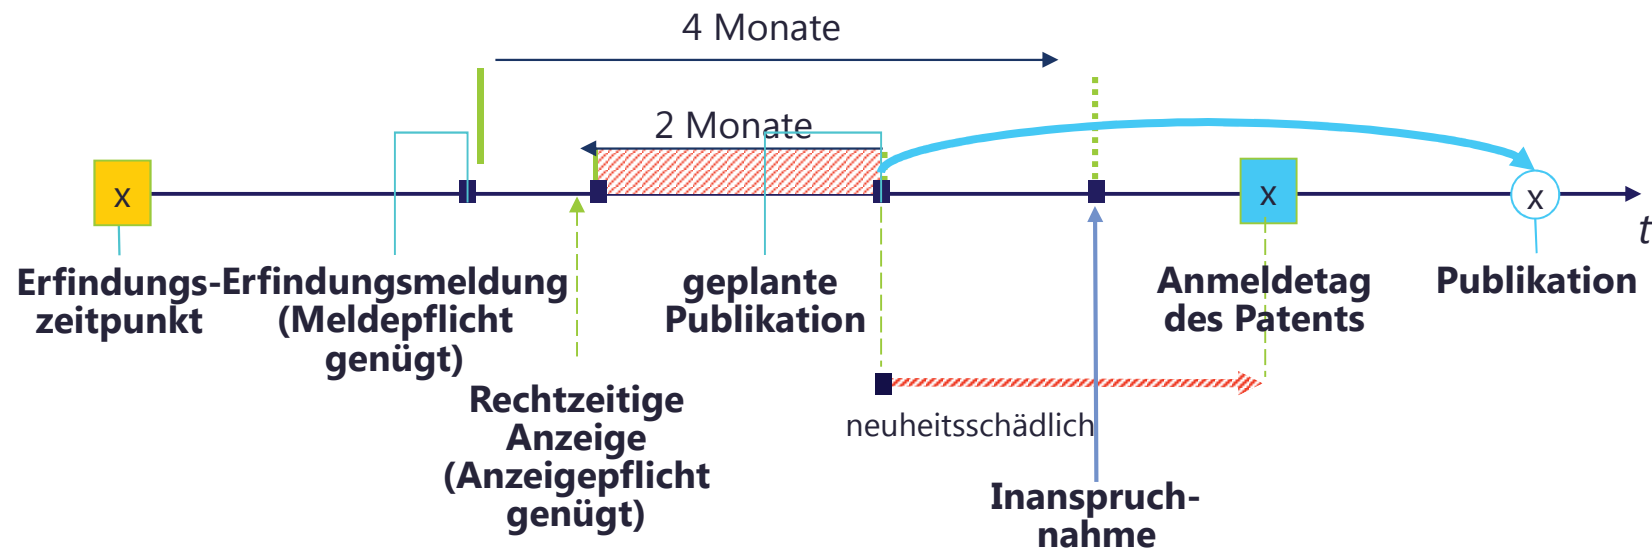 4 Monate
2 Monate
x
x
x
t
Erfindungs-
zeitpunkt
Erfindungsmeldung
(Meldepflicht
genügt)
geplante
Publikation
Anmeldetag
des Patents
Publikation
Rechtzeitige
Anzeige
(Anzeigepflicht
genügt)
neuheitsschädlich
Inanspruch-
nahme